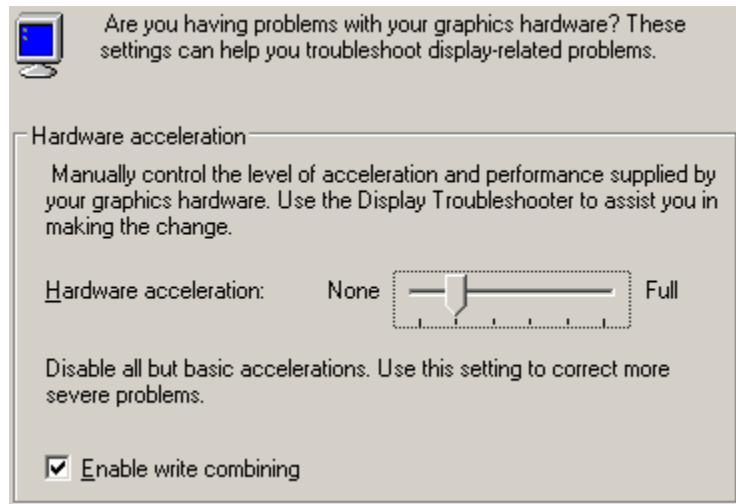 Are you having problems with your graphics hardware? These
settings can help you troubleshoot display-related problems.
Hardware acceleration
Manually control the level of acceleration and performance supplied by
your graphics hardware. Use the Display Troubleshooter to assist you in
making the change.
Hardware acceleration: None Full
Disable all but basic accelerations. Use this setting to correct more
severe problems.
Enable write combining